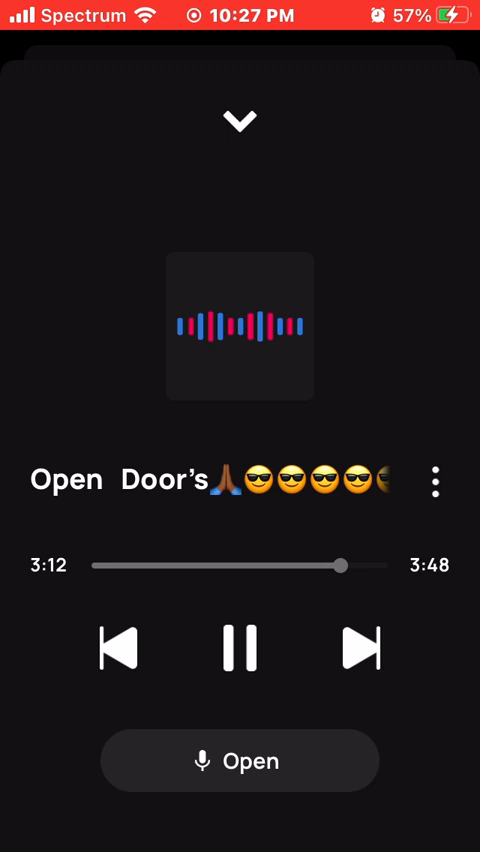 Spectrum 10:27 PM 57%
Open Door’s🙏🏾😎😎😎😎😎
3:12 3:48
Open